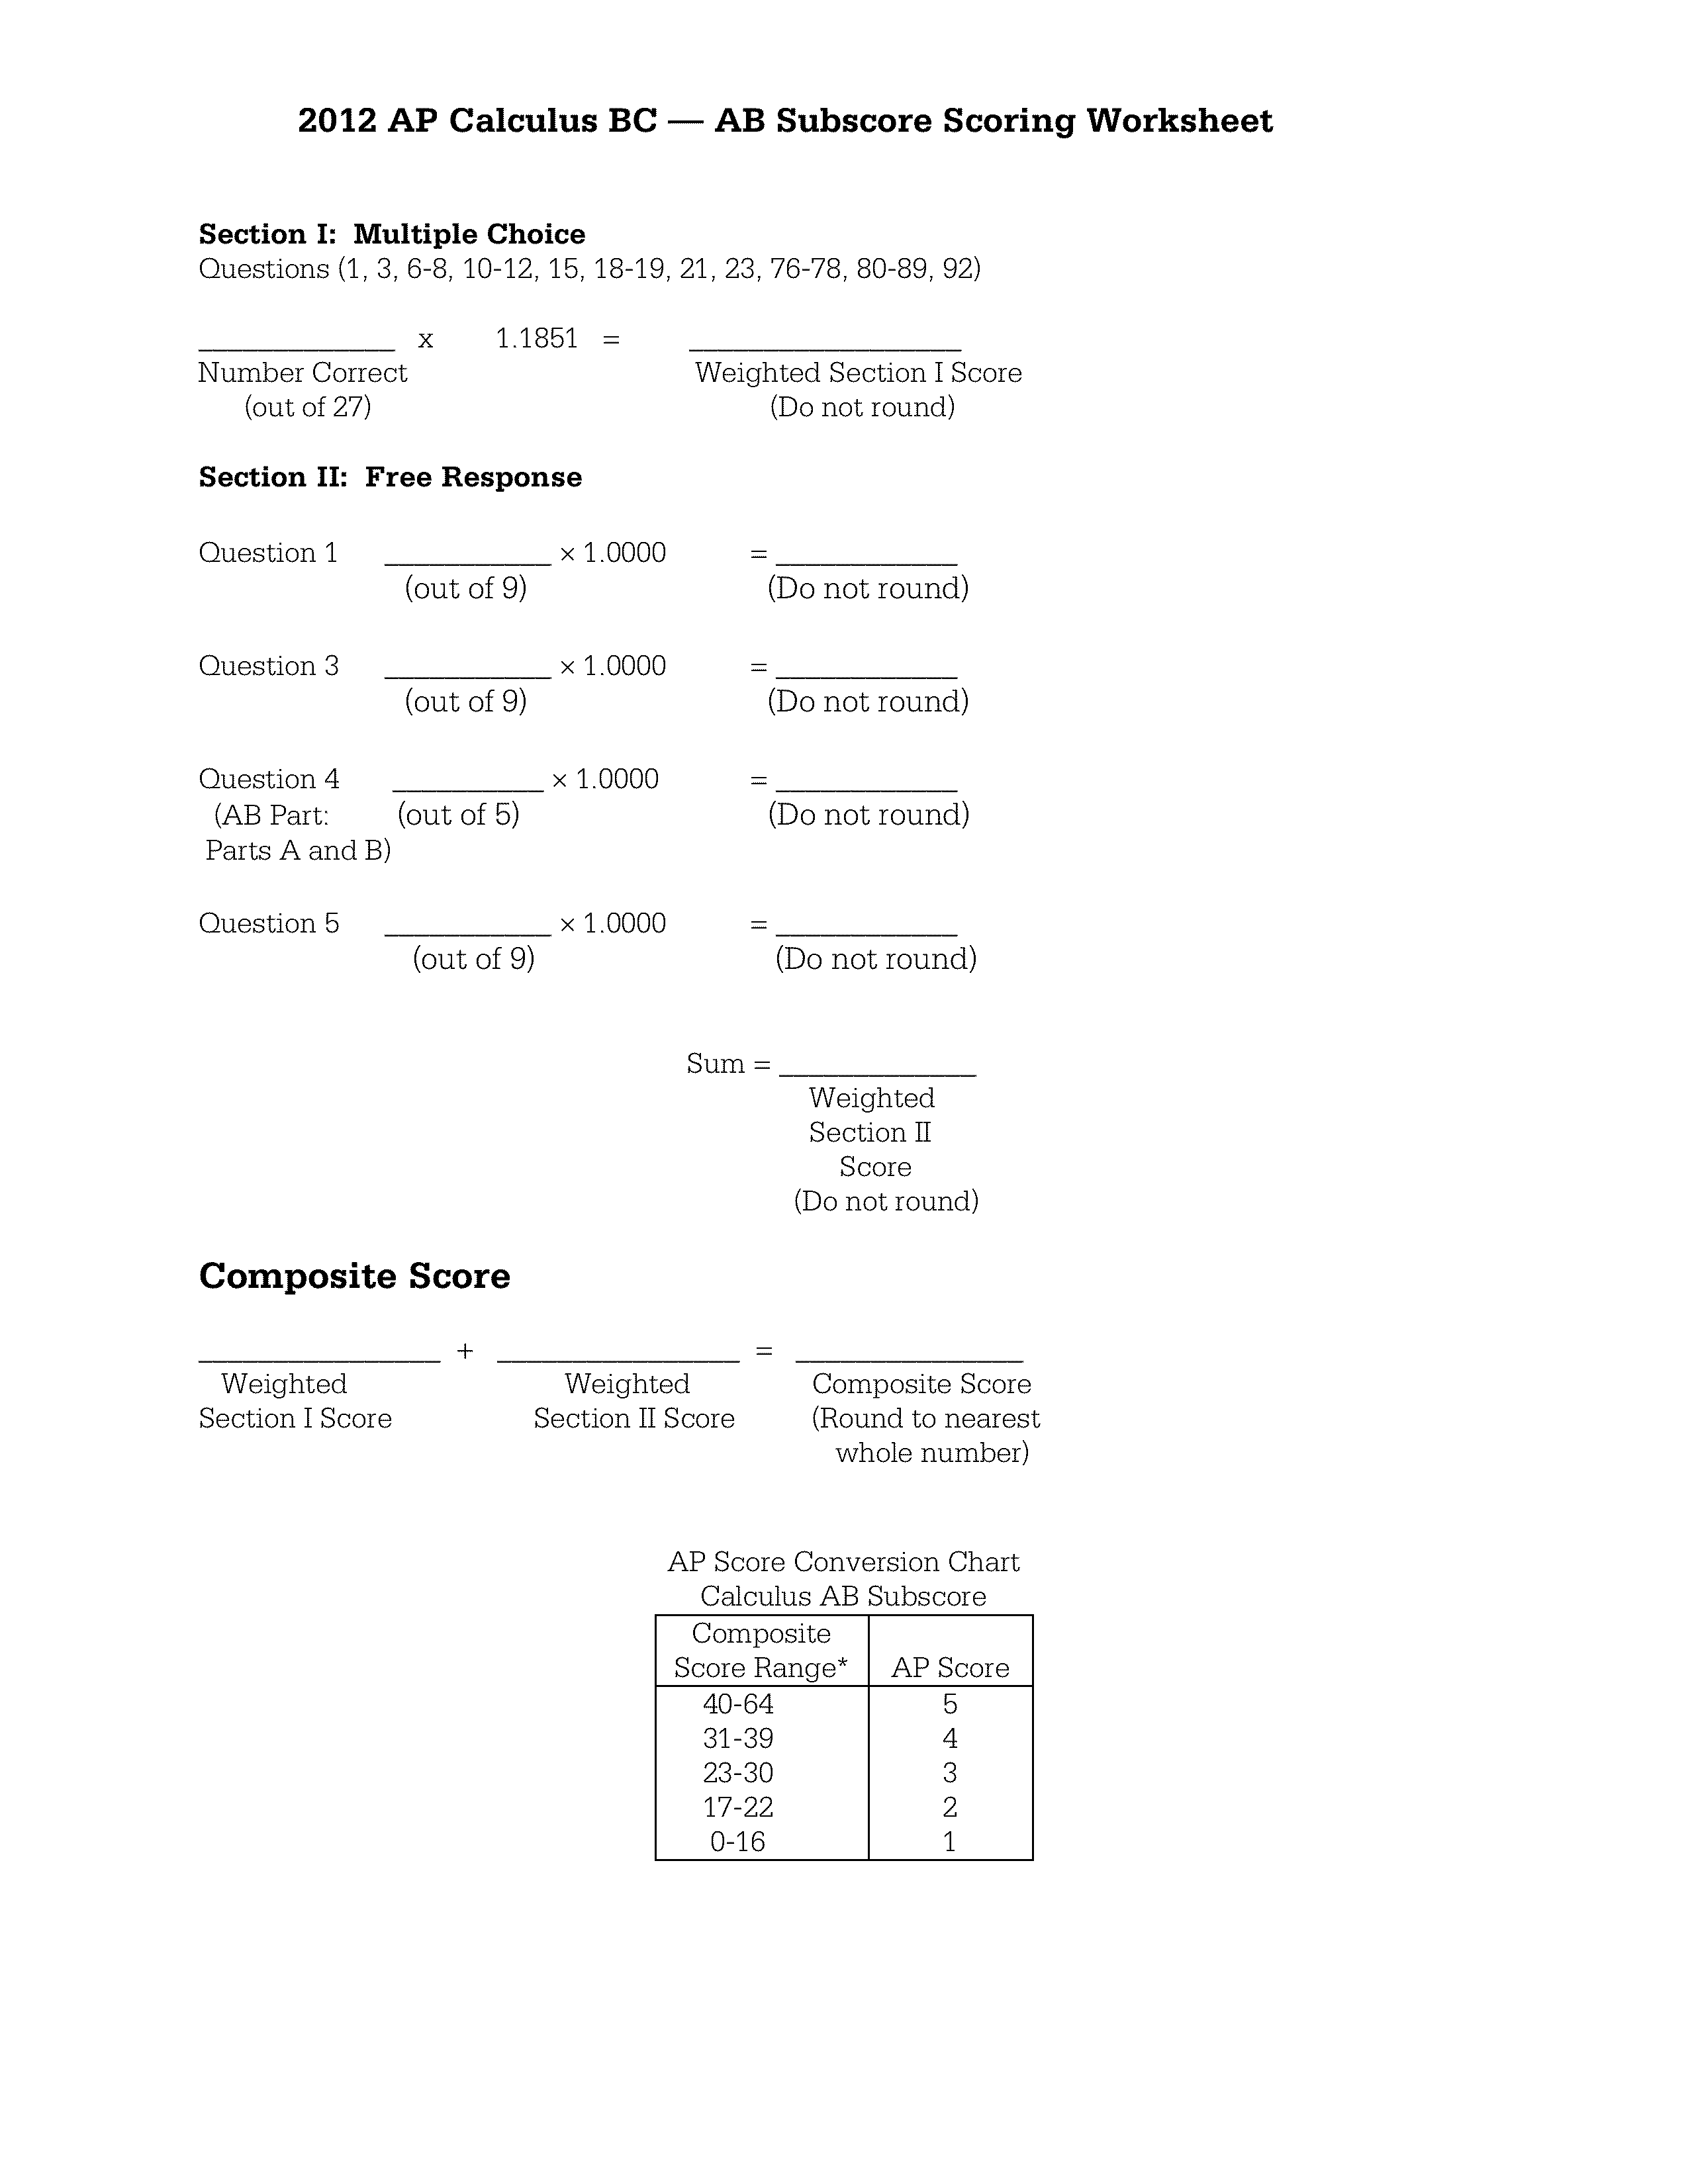 2012 AP Calculus BC — AB Subscore Scoring Worksheet
Section I:  Multiple Choice
Questions (1, 3, 6-8, 10-12, 15, 18-19, 21, 23, 76-78, 80-89, 92)
_____________ x 1.1851 = __________________
Number Correct Weighted Section I Score
(out of 27) (Do not round)
Section II:  Free Response
Question 1 ___________ × 1.0000 = ____________
(out of 9) (Do not round)
Question 3 ___________ × 1.0000 = ____________
(out of 9) (Do not round)
Question 4 __________ × 1.0000 = ____________
(AB Part: (out of 5) (Do not round)
Parts A and B)
Question 5 ___________ × 1.0000 = ____________
(out of 9) (Do not round)
Sum = _____________
Weighted
Section II
Score
(Do not round)
Composite Score
________________ + ________________ = _______________
Weighted Weighted Composite Score
Section I Score Section II Score (Round to nearest
whole number)
AP Score Conversion Chart
Calculus AB Subscore
Composite
Score Range* AP Score
40-64 5
31-39 4
23-30 3
17-22 2
0-16 1